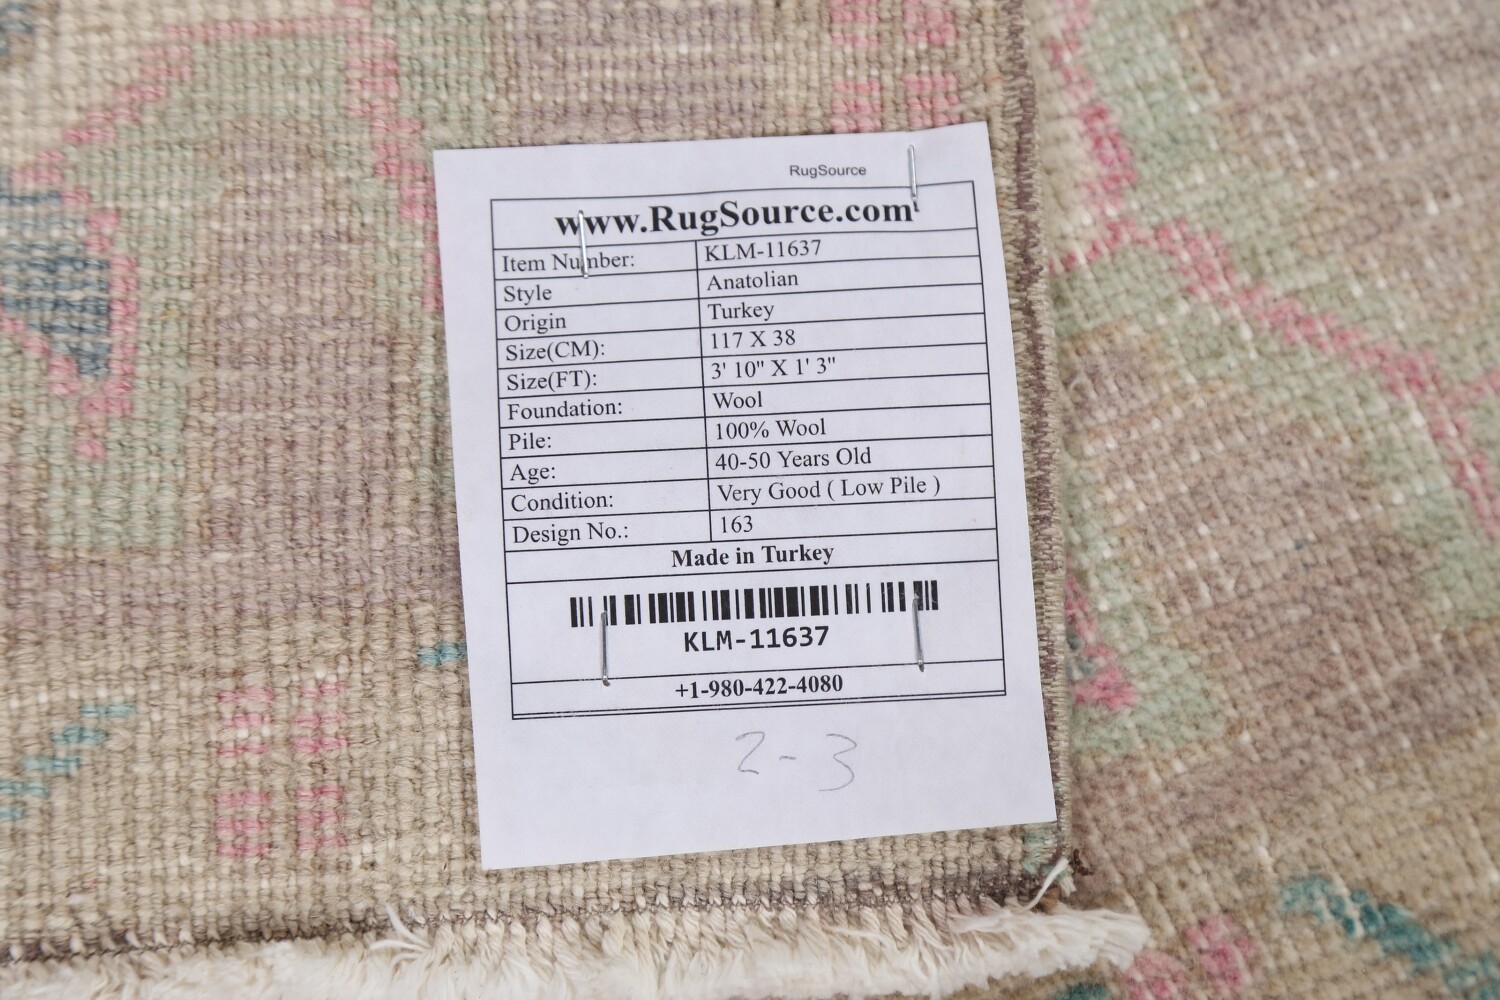 RugSource
www.RugSource.com
Item Number: KLM-11637
Style Anatolian
Origin Turkey
Size(CM): 117 X 38
Size(FT): 3' 10" X 1' 3"
Foundation: Wool
Pile: 100% Wool
Age: 40-50 Years Old
Condition: Very Good ( Low Pile )
Design No.: 163
Made in Turkey
KLM-11637
+1-980-422-4080
2-3